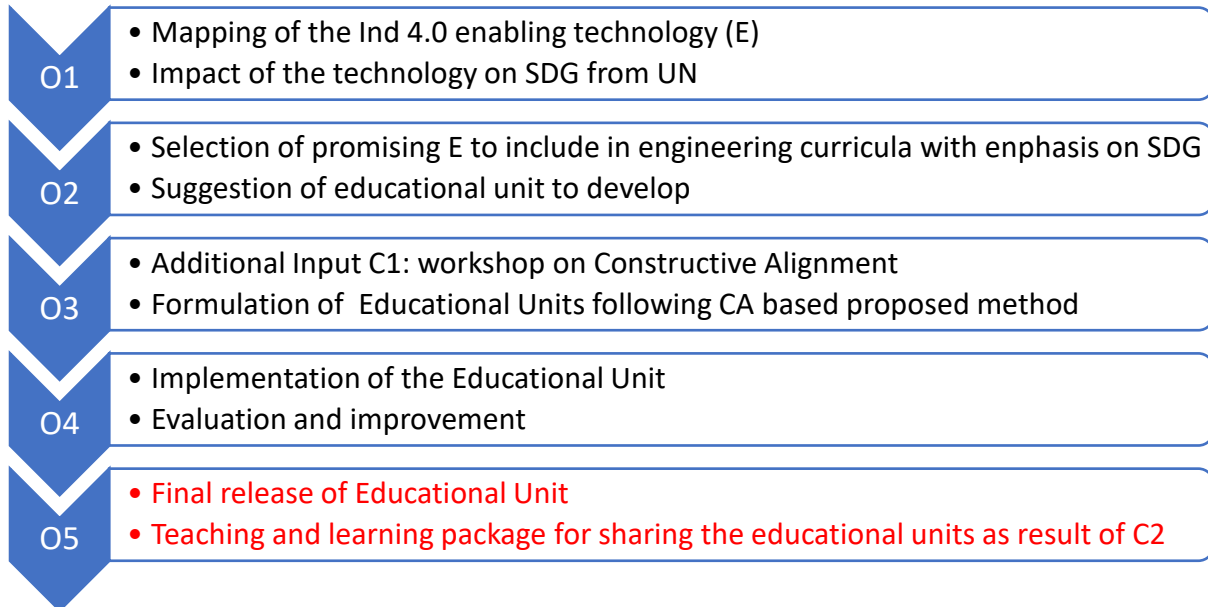 O1
• Mapping of the Ind 4.0 enabling technology (E)
• Impact of the technology on SDG from UN
O2
• Selection of promising E to include in engineering curricula with enphasis on SDG
• Suggestion of educational unit to develop
O3
• Additional Input C1: workshop on Constructive Alignment
• Formulation of Educational Units following CA based proposed method
O4
• Implementation of the Educational Unit
• Evaluation and improvement
O5
• Final release of Educational Unit
• Teaching and learning package for sharing the educational units as result of C2